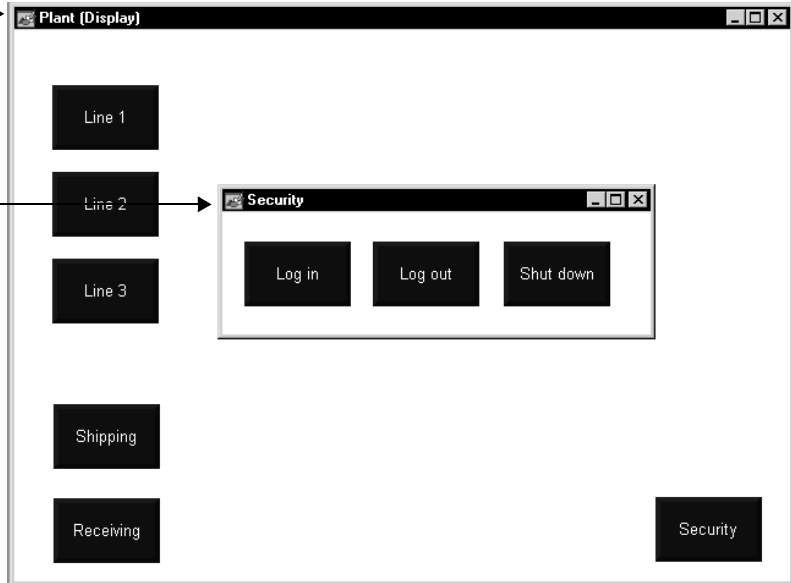 Plant (Display)
Line 1
Line 2
Security
Log in
Log out
Shut down
Line 3
Shipping
Receiving
Security